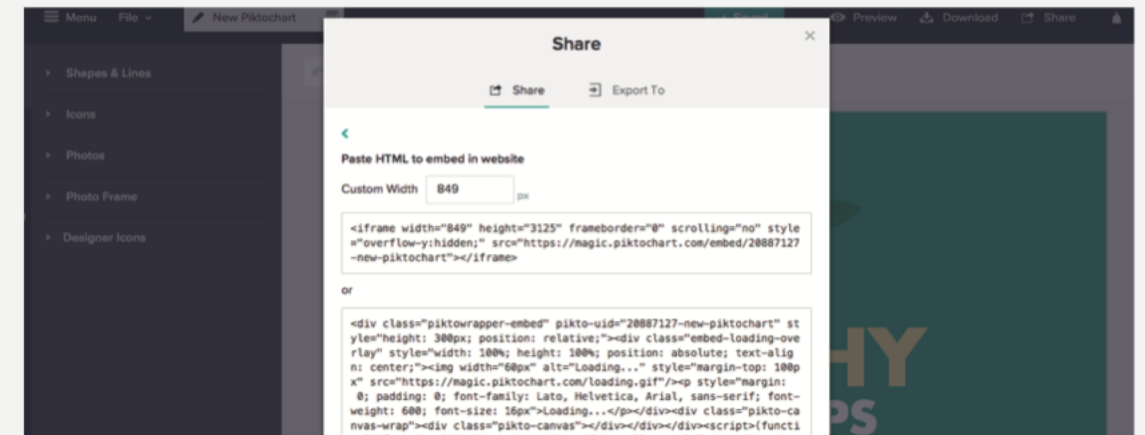 Menu File New Piktochart Saved Preview Download Share
Share
Share Export To
Shapes & Lines
Icons
Photos
Photo Frame
Designer Icons
Paste HTML to embed in website
Custom Width 849 px
<iframe width="849" height="3125" frameborder="0" scrolling="no" style
="overflow-y:hidden;" src="https://magic.piktochart.com/embed/20887127
-new-piktochart"></iframe>
or
<div class="piktowrapper-embed" pikto-uid="20887127-new-piktochart" st
yle="height: 300px; position: relative;"><div class="embed-loading-ove
rlay" style="width: 100%; height: 100%; position: absolute; text-alig
n: center;"><img width="60px" alt="Loading..." style="margin-top: 100p
x" src="https://magic.piktochart.com/loading.gif"/><p style="margin:
0; padding: 0; font-family: Lato, Helvetica, Arial, sans-serif; font-
weight: 600; font-size: 16px">Loading...</p></div><div class="pikto-ca
nvas-wrap"><div class="pikto-canvas"></div></div></div><script>(functi
HY
PS